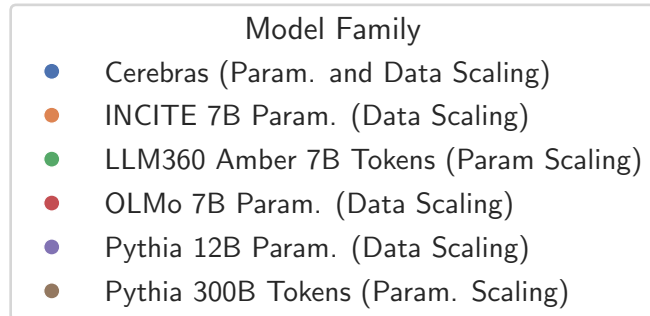 Model Family
Cerebras (Param. and Data Scaling)
INCITE 7B Param. (Data Scaling)
LLM360 Amber 7B Tokens (Param Scaling)
OLMo 7B Param. (Data Scaling)
Pythia 12B Param. (Data Scaling)
Pythia 300B Tokens (Param. Scaling)